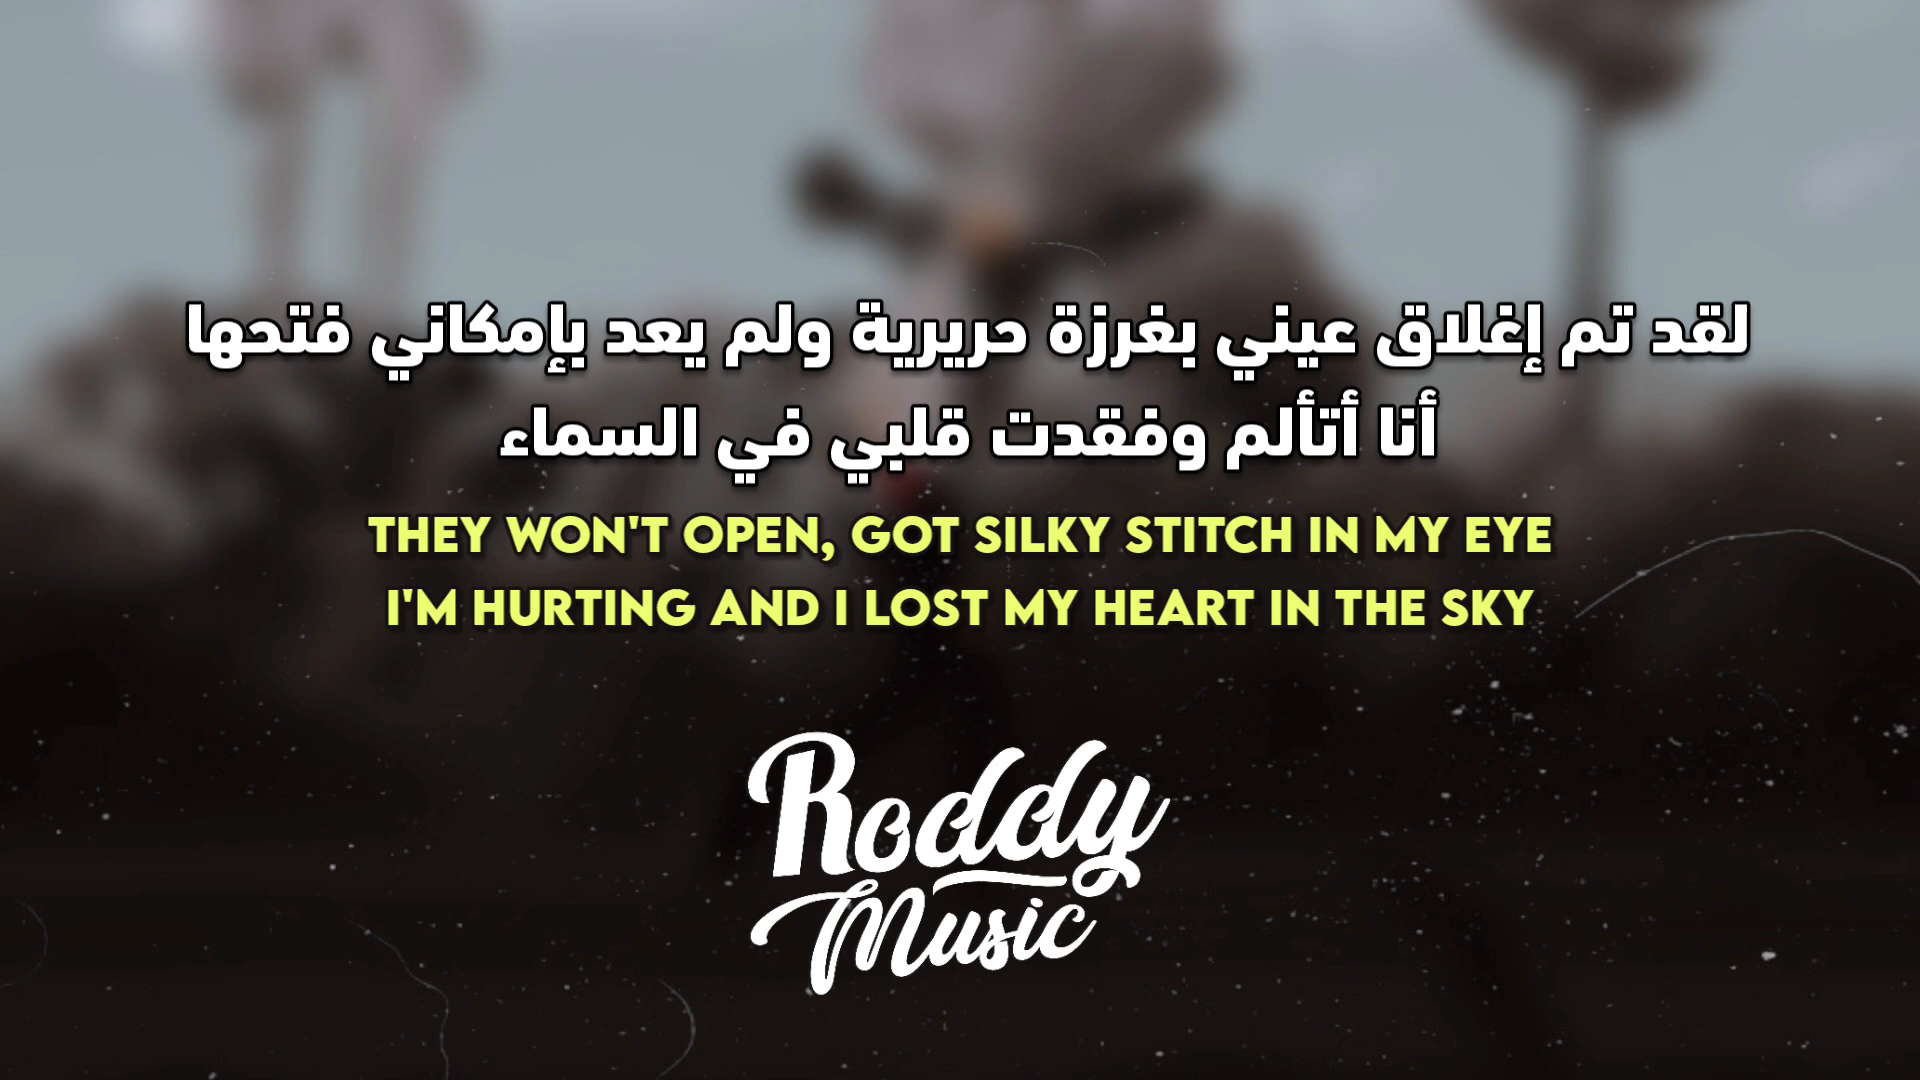 لقد تم إغلاق عيني بغرزة حريرية ولم يعد بإمكاني فتحها
أنا أتألم وفقدت قلبي في السماء
THEY WON'T OPEN, GOT SILKY STITCH IN MY EYE
I'M HURTING AND I LOST MY HEART IN THE SKY
Roddy
Music